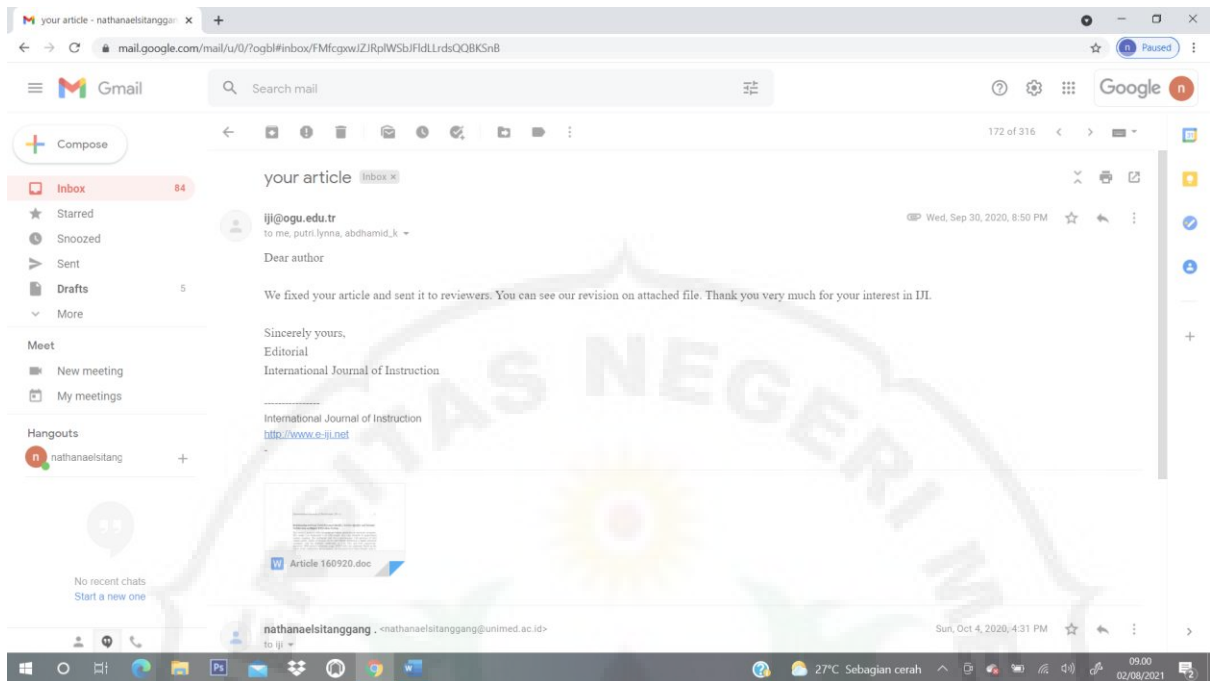 your article - nathanaelsitanggan
mail.google.com/mail/u/0/?ogbl#inbox/FMfcgxwJZJRplWSbJFldLLrdsQQBKSnB
Paused
Gmail
Search mail
Google
Compose
172 of 316
Inbox 84
Starred
Snoozed
Sent
Drafts 5
More
Meet
New meeting
My meetings
Hangouts
nathanaelsitang
No recent chats
Start a new one
your article Inbox ×
iji@ogu.edu.tr Wed, Sep 30, 2020, 8:50 PM
to me, putri.lynna, abdhamid_k
Dear author
We fixed your article and sent it to reviewers. You can see our revision on attached file. Thank you very much for your interest in IJI.
Sincerely yours,
Editorial
International Journal of Instruction
----------------
International Journal of Instruction
http://www.e-iji.net
-
W Article 160920.doc
nathanaelsitanggang . <nathanaelsitanggang@unimed.ac.id> Sun, Oct 4, 2020, 4:31 PM
to iji
27°C Sebagian cerah
09.00
02/08/2021